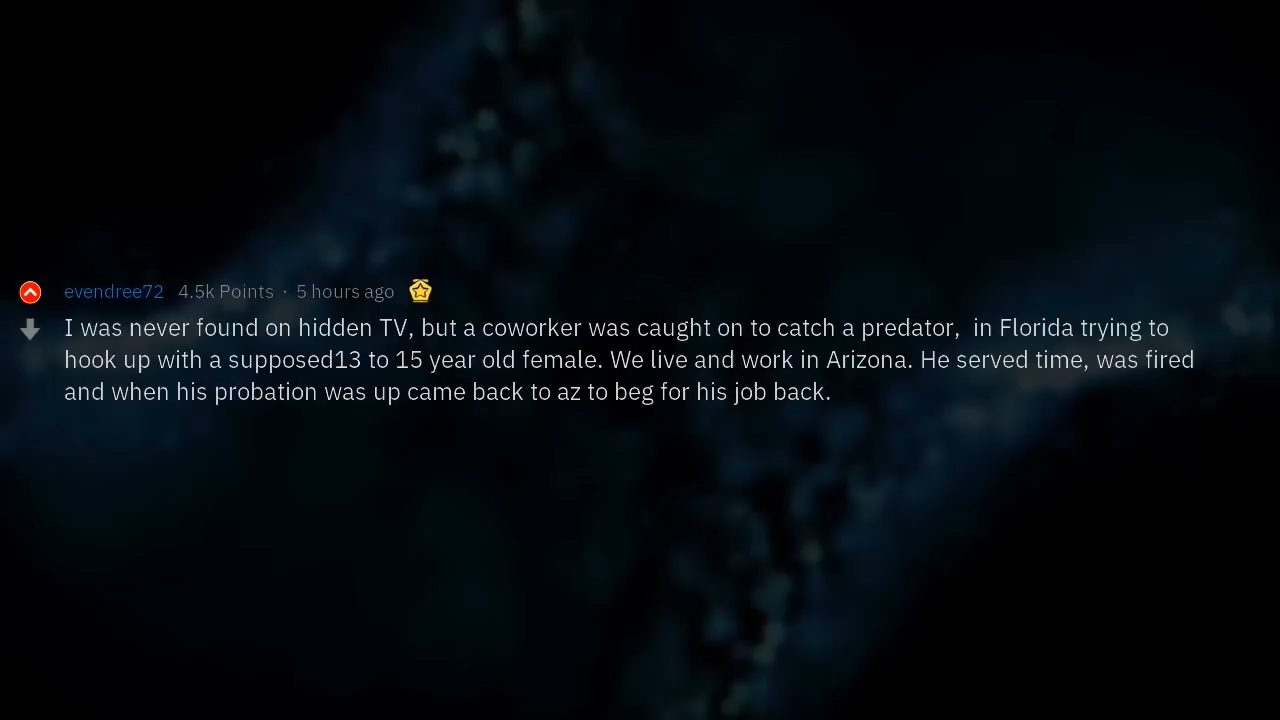 evendree72 4.5k Points · 5 hours ago
I was never found on hidden TV, but a coworker was caught on to catch a predator,  in Florida trying to
hook up with a supposed13 to 15 year old female. We live and work in Arizona. He served time, was fired
and when his probation was up came back to az to beg for his job back.